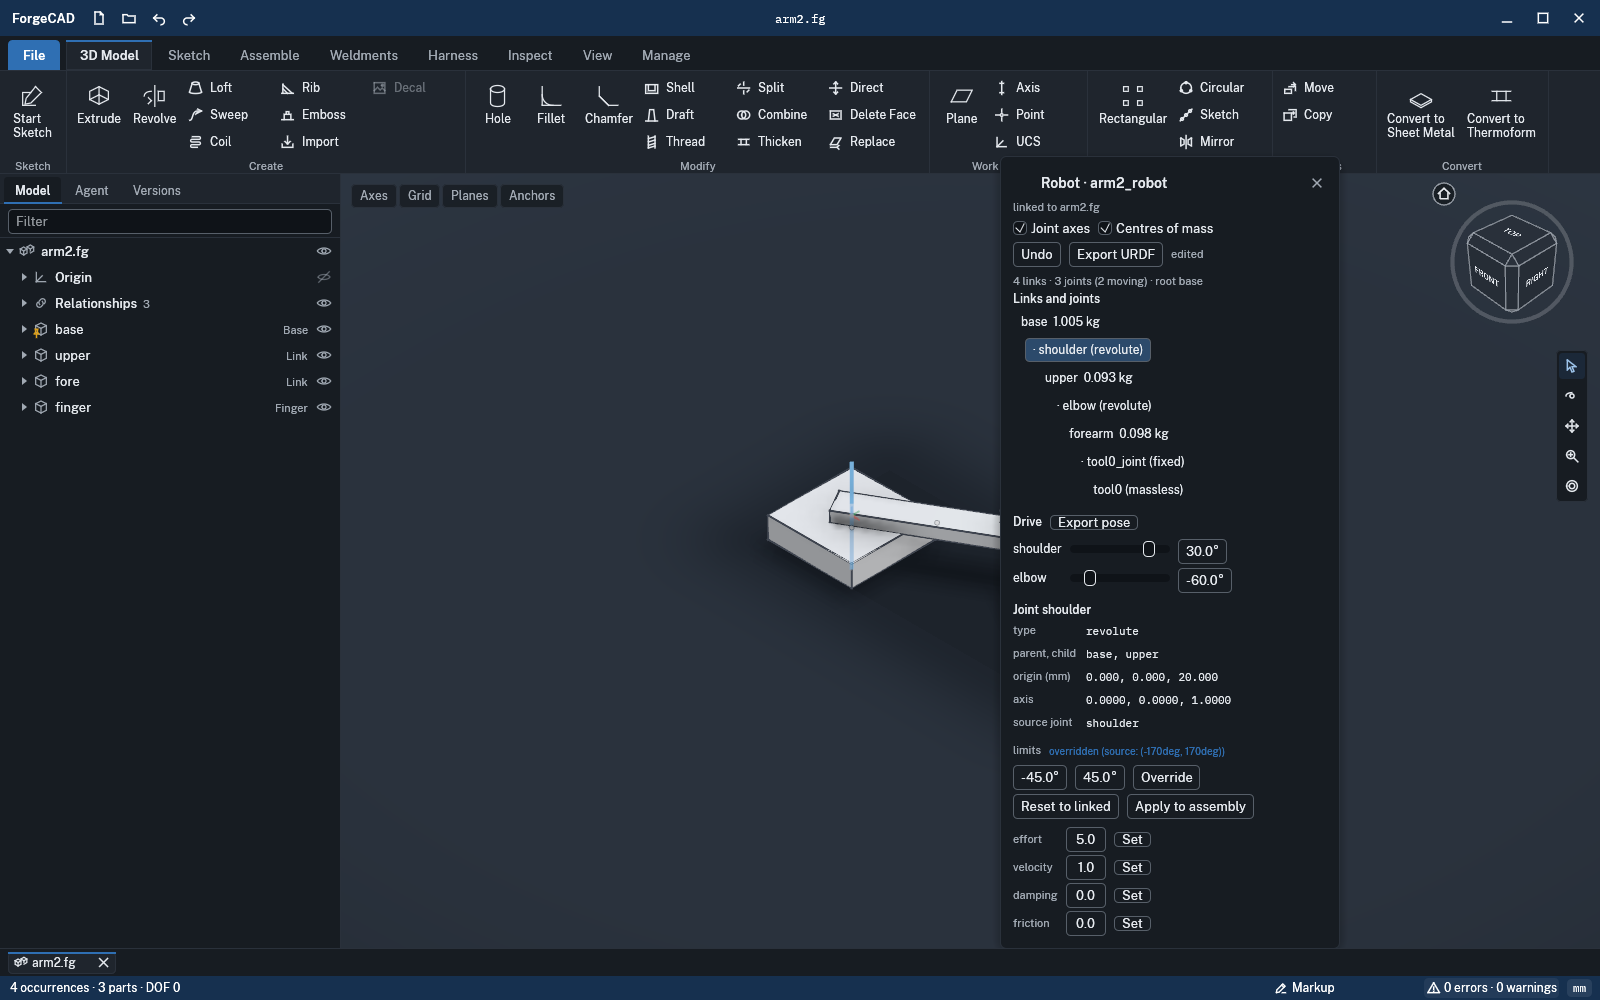 ForgeCAD
arm2.fg
File
3D Model
Sketch
Assemble
Weldments
Harness
Inspect
View
Manage
Start Sketch
Extrude
Revolve
Loft
Sweep
Coil
Rib
Emboss
Import
Decal
Hole
Fillet
Chamfer
Shell
Draft
Thread
Split
Combine
Thicken
Direct
Delete Face
Replace
Plane
Axis
Point
UCS
Rectangular
Circular
Sketch
Mirror
Move
Copy
Convert to Sheet Metal
Convert to Thermoform
Sketch
Create
Modify
Work
Convert
Model
Agent
Versions
Filter
arm2.fg
Origin
Relationships 3
base Base
upper Link
fore Link
finger Finger
Axes
Grid
Planes
Anchors
TOP
FRONT
RIGHT
Robot · arm2_robot
linked to arm2.fg
Joint axes
Centres of mass
Undo
Export URDF
edited
4 links · 3 joints (2 moving) · root base
Links and joints
base 1.005 kg
· shoulder (revolute)
upper 0.093 kg
· elbow (revolute)
forearm 0.098 kg
· tool0_joint (fixed)
tool0 (massless)
Drive
Export pose
shoulder 30.0°
elbow -60.0°
Joint shoulder
type revolute
parent, child base, upper
origin (mm) 0.000, 0.000, 20.000
axis 0.0000, 0.0000, 1.0000
source joint shoulder
limits overridden (source: (-170deg, 170deg))
-45.0°
45.0°
Override
Reset to linked
Apply to assembly
effort 5.0 Set
velocity 1.0 Set
damping 0.0 Set
friction 0.0 Set
arm2.fg
4 occurrences · 3 parts · DOF 0
Markup
0 errors · 0 warnings
mm